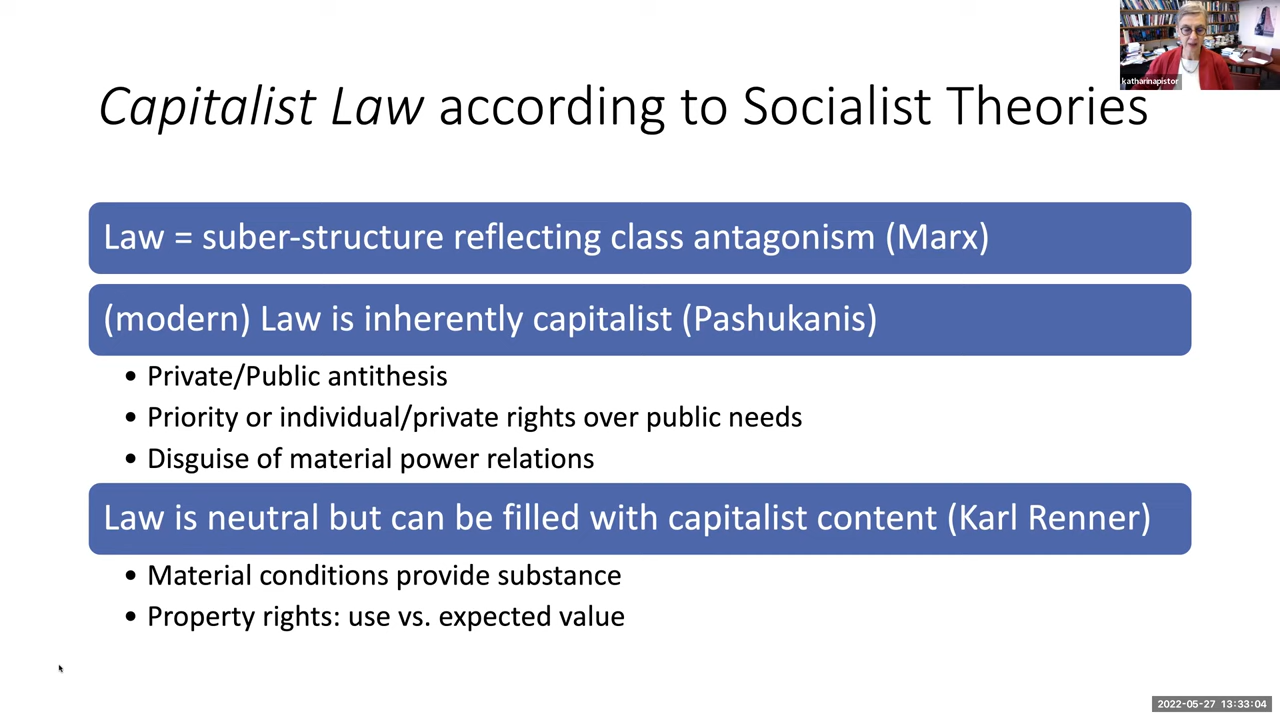 katharinapistor
Capitalist Law according to Socialist Theories
Law = suber-structure reflecting class antagonism (Marx)
(modern) Law is inherently capitalist (Pashukanis)
• Private/Public antithesis
• Priority or individual/private rights over public needs
• Disguise of material power relations
Law is neutral but can be filled with capitalist content (Karl Renner)
• Material conditions provide substance
• Property rights: use vs. expected value
2022-05-27 13:33:04